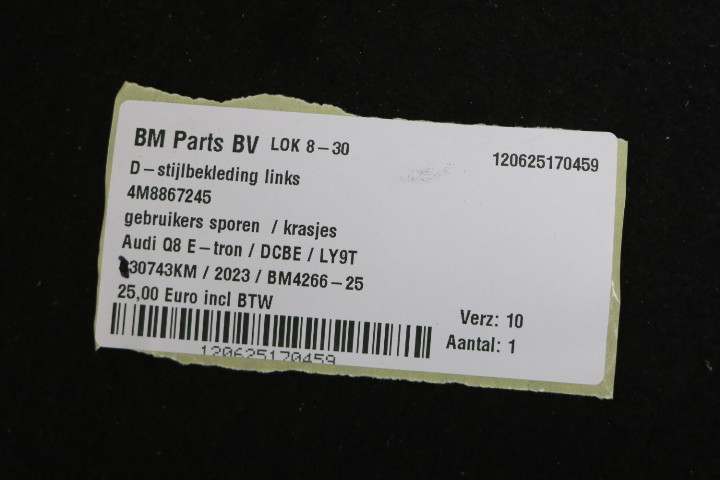 BM Parts BV LOK 8-30 120625170459
D-stijlbekleding links
4M8867245
gebruikers sporen / krasjes
Audi Q8 E-tron / DCBE / LY9T
30743KM / 2023 / BM4266-25
25,00 Euro incl BTW
Verz: 10
Aantal: 1
120625170459